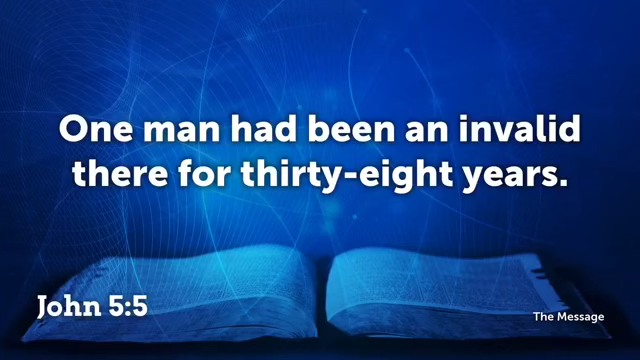 One man had been an invalid
there for thirty-eight years.
John 5:5
The Message